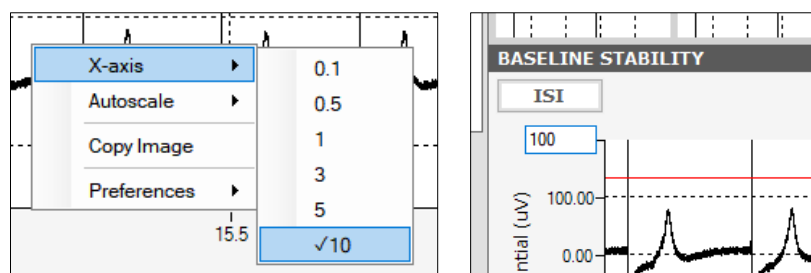 X-axis
Autoscale
Copy Image
Preferences
0.1
0.5
1
3
5
✓10
15.5
BASELINE STABILITY
ISI
100
100.00
0.00
ntial (uV)